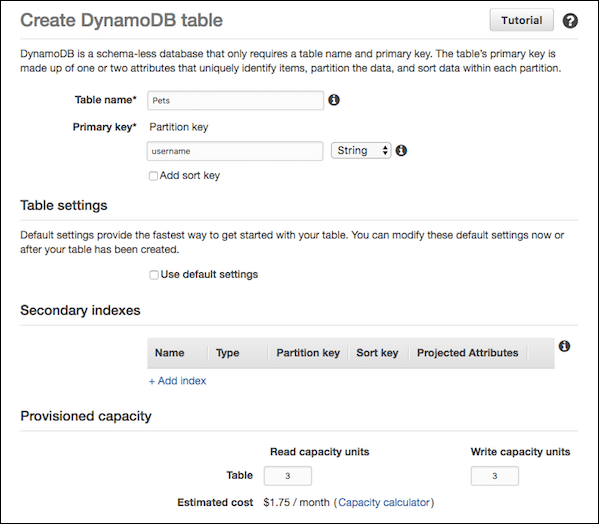 Create DynamoDB table
Tutorial
?
DynamoDB is a schema-less database that only requires a table name and primary key. The table's primary key is
made up of one or two attributes that uniquely identify items, partition the data, and sort data within each partition.
Table name* Pets i
Primary key* Partition key
username String i
Add sort key
Table settings
Default settings provide the fastest way to get started with your table. You can modify these default settings now or
after your table has been created.
Use default settings
Secondary indexes
Name Type Partition key Sort key Projected Attributes i
+ Add index
Provisioned capacity
Read capacity units Write capacity units
Table 3 3
Estimated cost $1.75 / month (Capacity calculator)